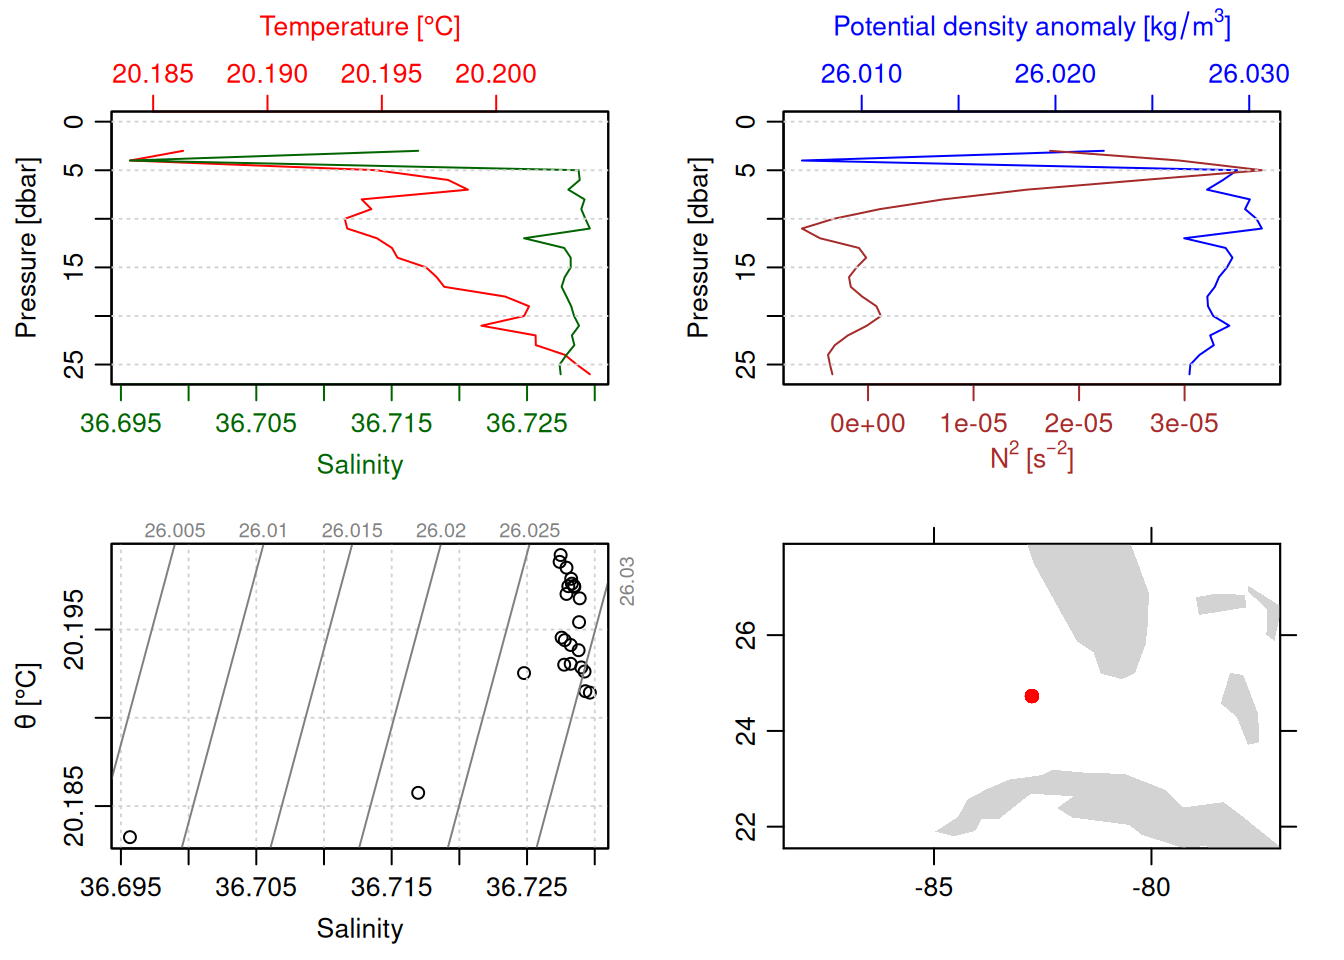 Temperature [°C]
20.185 20.190 20.195 20.200
0
5
15
25
Pressure [dbar]
36.695 36.705 36.715 36.725
Salinity
Potential density anomaly [kg/m³]
26.010 26.020 26.030
0
5
15
25
Pressure [dbar]
0e+00 1e-05 2e-05 3e-05
N² [s⁻²]
26.005 26.01 26.015 26.02 26.025
26.03
20.195
20.185
θ [°C]
36.695 36.705 36.715 36.725
Salinity
26
24
22
-85 -80